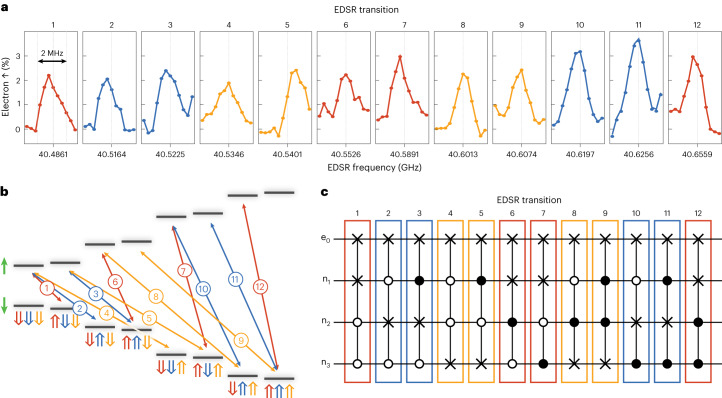 a
EDSR transition
1 2 3 4 5 6 7 8 9 10 11 12
2 MHz
Electron ↑ (%)
3
2
1
0
40.4861 40.5164 40.5225 40.5346 40.5401 40.5526 40.5891 40.6013 40.6074 40.6197 40.6256 40.6559
EDSR frequency (GHz)
b
↑
↓
1 2 3 4 5 6 7 8 9 10 11 12
⇓⇓⇓ ⇑⇓⇓ ⇓⇑⇓ ⇑⇑⇓ ⇓⇓⇑ ⇑⇓⇑ ⇓⇑⇑ ⇑⇑⇑
c
EDSR transition
1 2 3 4 5 6 7 8 9 10 11 12
e0
n1
n2
n3